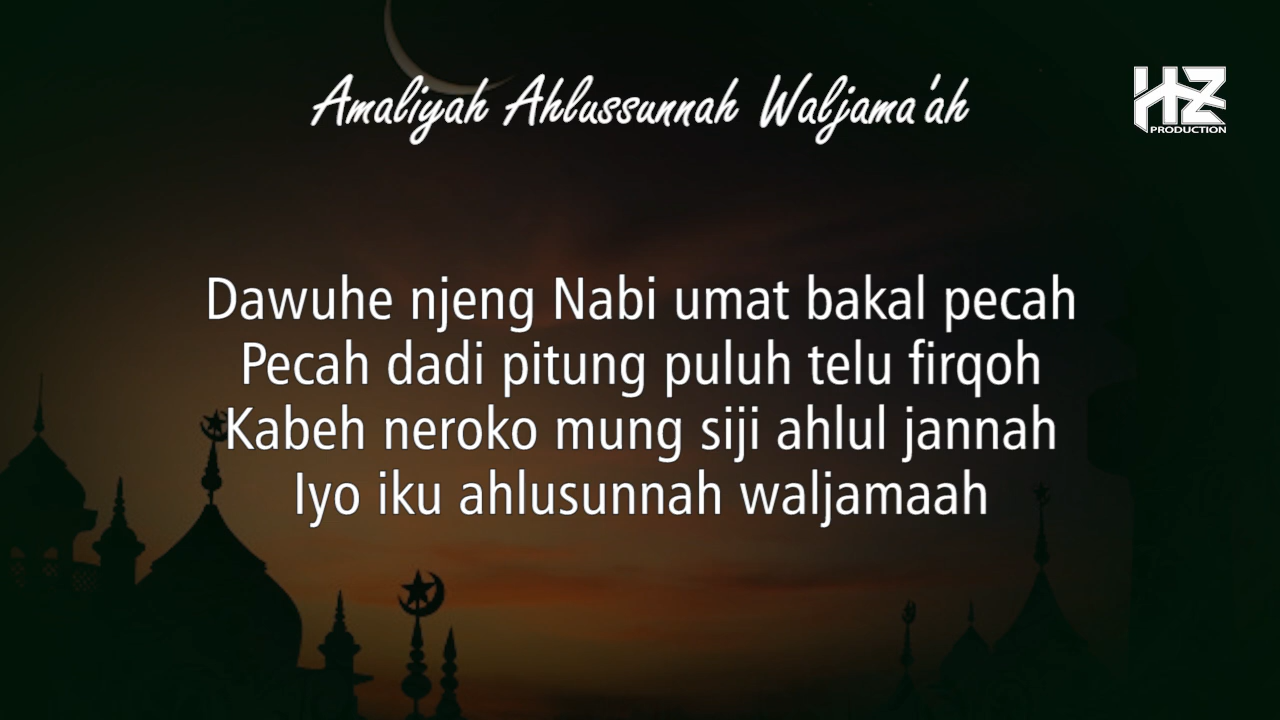 Amaliyah Ahlussunnah Waljama'ah
HZ
PRODUCTION
Dawuhe njeng Nabi umat bakal pecah
Pecah dadi pitung puluh telu firqoh
Kabeh neroko mung siji ahlul jannah
Iyo iku ahlusunnah waljamaah